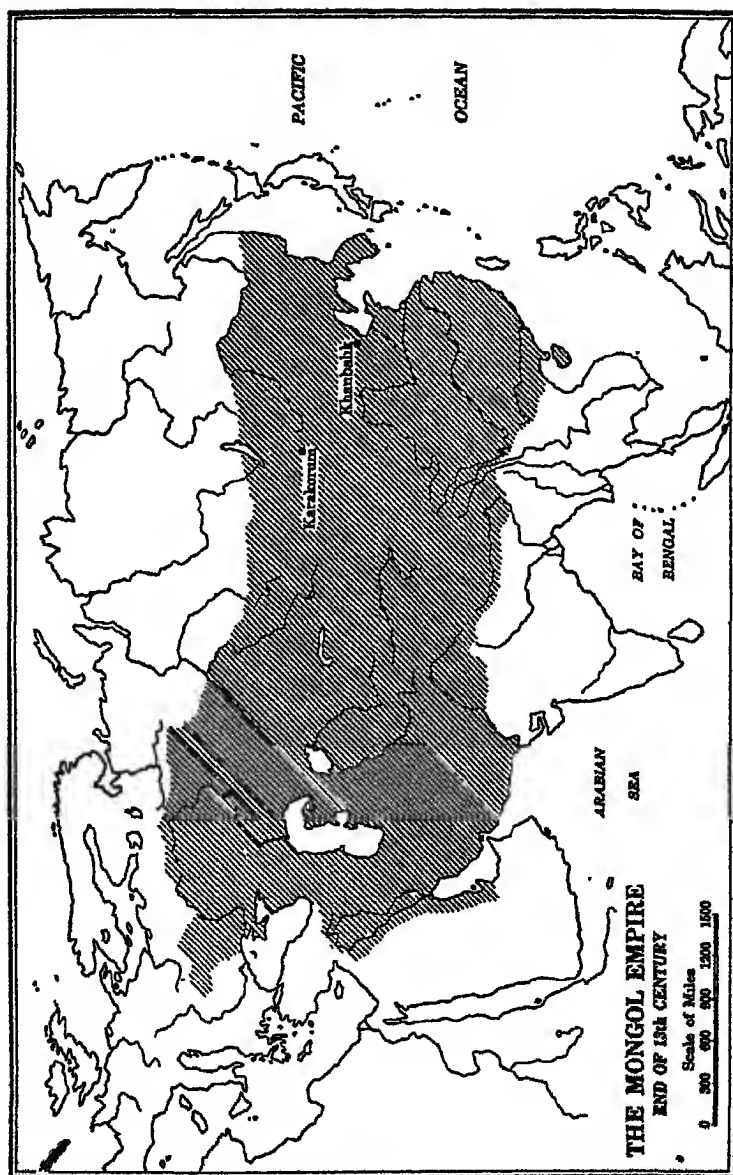 PACIFIC
OCEAN
Khanbalik
Karakorum
BAY OF
BENGAL
ARABIAN
SEA
THE MONGOL EMPIRE
END OF 13th CENTURY
Scale of Miles
0 300 600 900 1200 1500